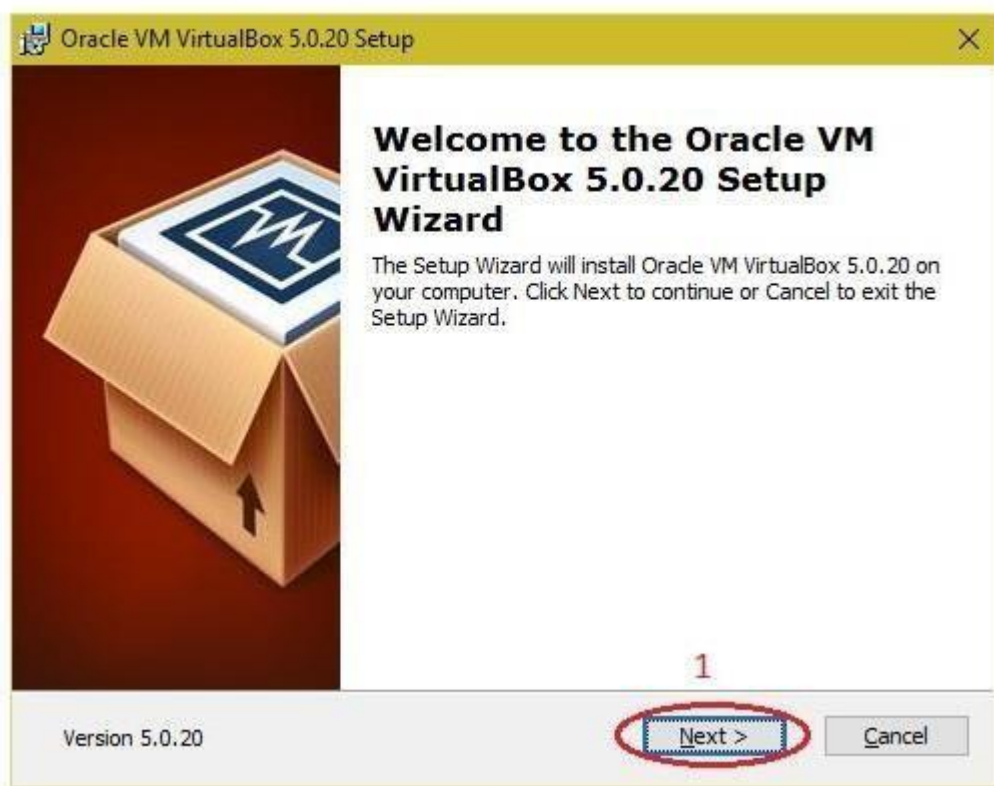 Oracle VM VirtualBox 5.0.20 Setup
Welcome to the Oracle VM
VirtualBox 5.0.20 Setup
Wizard
The Setup Wizard will install Oracle VM VirtualBox 5.0.20 on
your computer. Click Next to continue or Cancel to exit the
Setup Wizard.
1
Version 5.0.20
Next >
Cancel